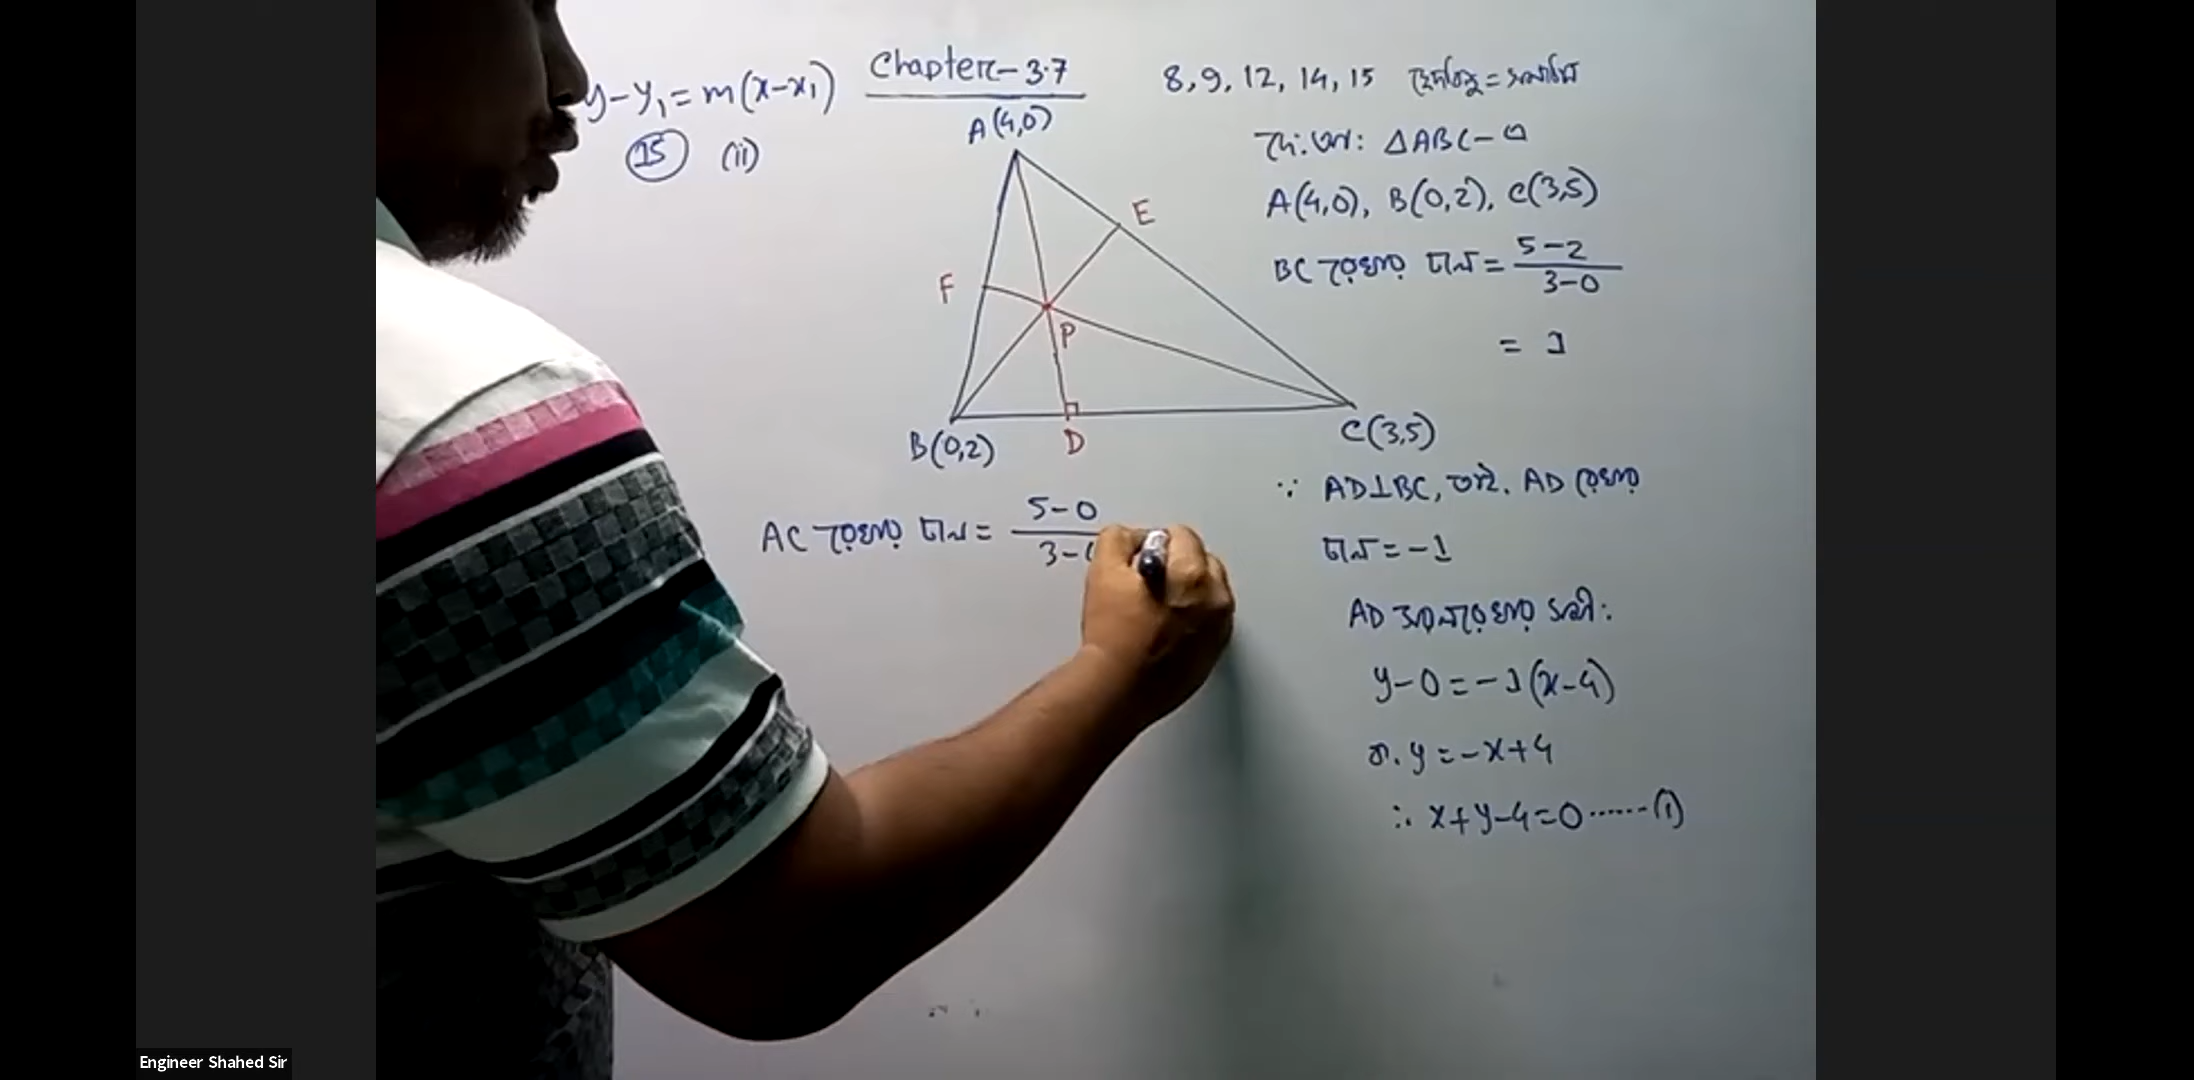 y-y₁=m(x-x₁)
Chapter-3.7
8, 9, 12, 14, 15
15 (ii)
A(4,0)
E
F
P
B(0,2)
D
C(3,5)
ΔABC-এ
A(4,0), B(0,2), C(3,5)
BC রেখার ঢাল = 5-2 / 3-0
= 1
∵ AD⊥BC, তাই, AD রেখার
ঢাল = -1
AD সরলরেখার সমী:
y-0=-1(x-4)
বা, y=-x+4
∴ x+y-4=0 ......(i)
AC রেখার ঢাল = 5-0 / 3-
Engineer Shahed Sir